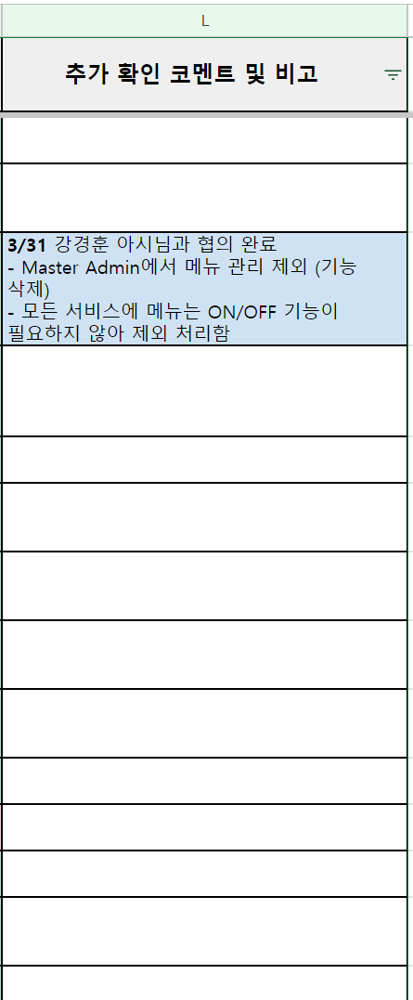 L
추가 확인 코멘트 및 비고
3/31 강경훈 아시님과 협의 완료
- Master Admin에서 메뉴 관리 제외 (기능
삭제)
- 모든 서비스에 메뉴는 ON/OFF 기능이
필요하지 않아 제외 처리함